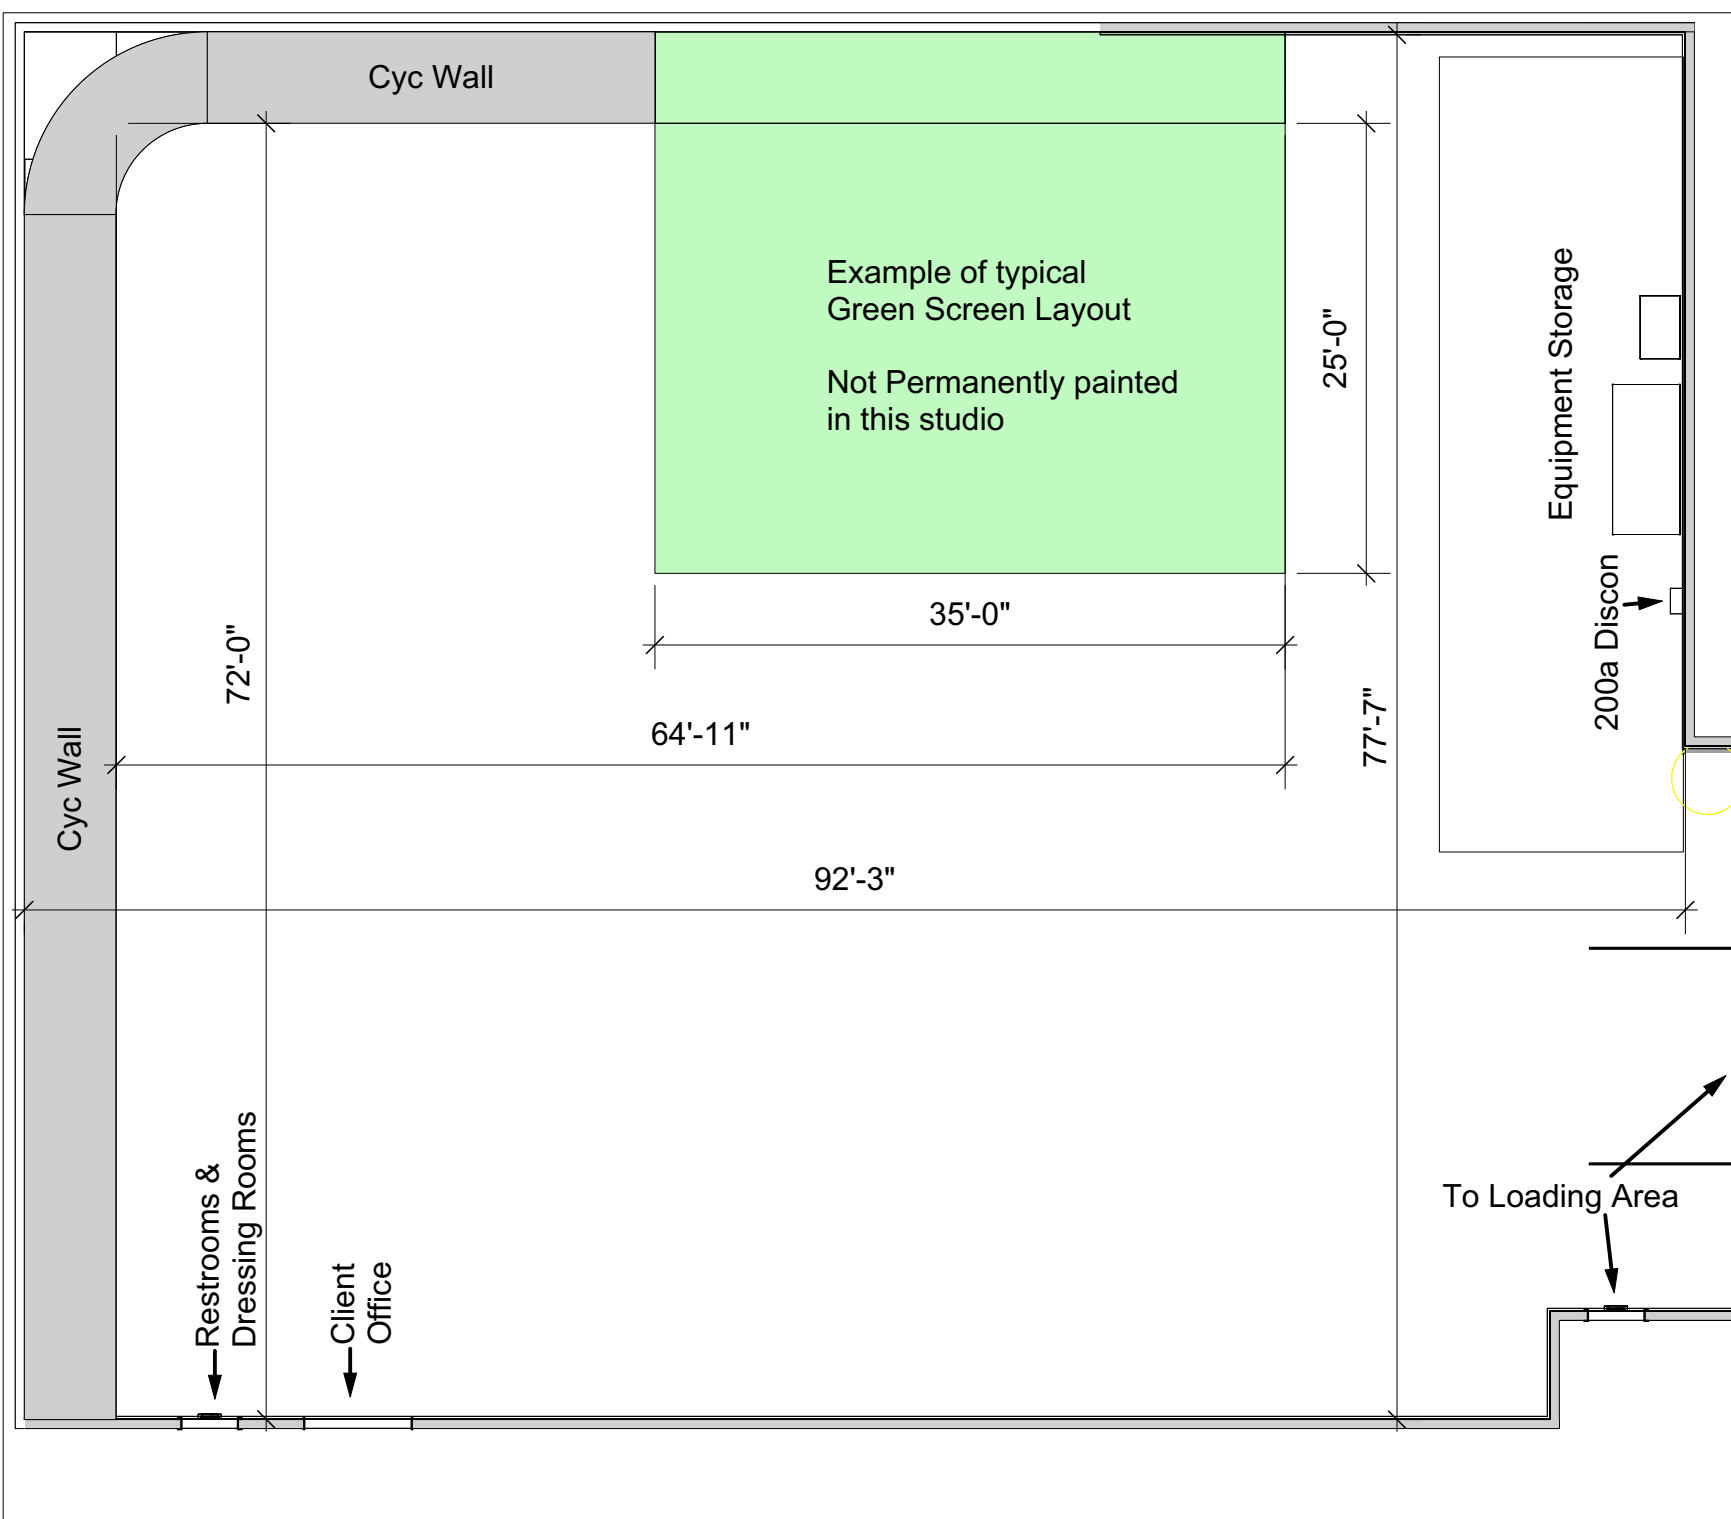 Cyc Wall
Example of typical
Green Screen Layout
Not Permanently painted
in this studio
25'-0"
Equipment Storage
200a Discon
35'-0"
72'-0"
64'-11"
77'-7"
Cyc Wall
92'-3"
Restrooms &
Dressing Rooms
Client
Office
To Loading Area